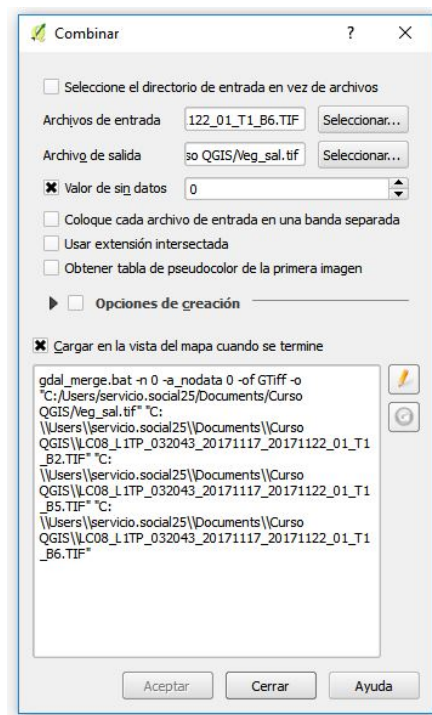 Combinar ? X
Seleccione el directorio de entrada en vez de archivos
Archivos de entrada .122_01_T1_B6.TIF Seleccionar...
Archivo de salida so QGIS/Veg_sal.tif Seleccionar...
Valor de sin datos 0
Coloque cada archivo de entrada en una banda separada
Usar extensión intersectada
Obtener tabla de pseudocolor de la primera imagen
Opciones de creación
Cargar en la vista del mapa cuando se termine
gdal_merge.bat -n 0 -a_nodata 0 -of GTiff -o
"C:/Users/servicio.social25/Documents/Curso
QGIS/Veg_sal.tif" "C:
\\Users\\servicio.social25\\Documents\\Curso
QGIS\\LC08_L1TP_032043_20171117_20171122_01_T1
_B2.TIF" "C:
\\Users\\servicio.social25\\Documents\\Curso
QGIS\\LC08_L1TP_032043_20171117_20171122_01_T1
_B5.TIF" "C:
\\Users\\servicio.social25\\Documents\\Curso
QGIS\\LC08_L1TP_032043_20171117_20171122_01_T1
_B6.TIF"
Aceptar Cerrar Ayuda